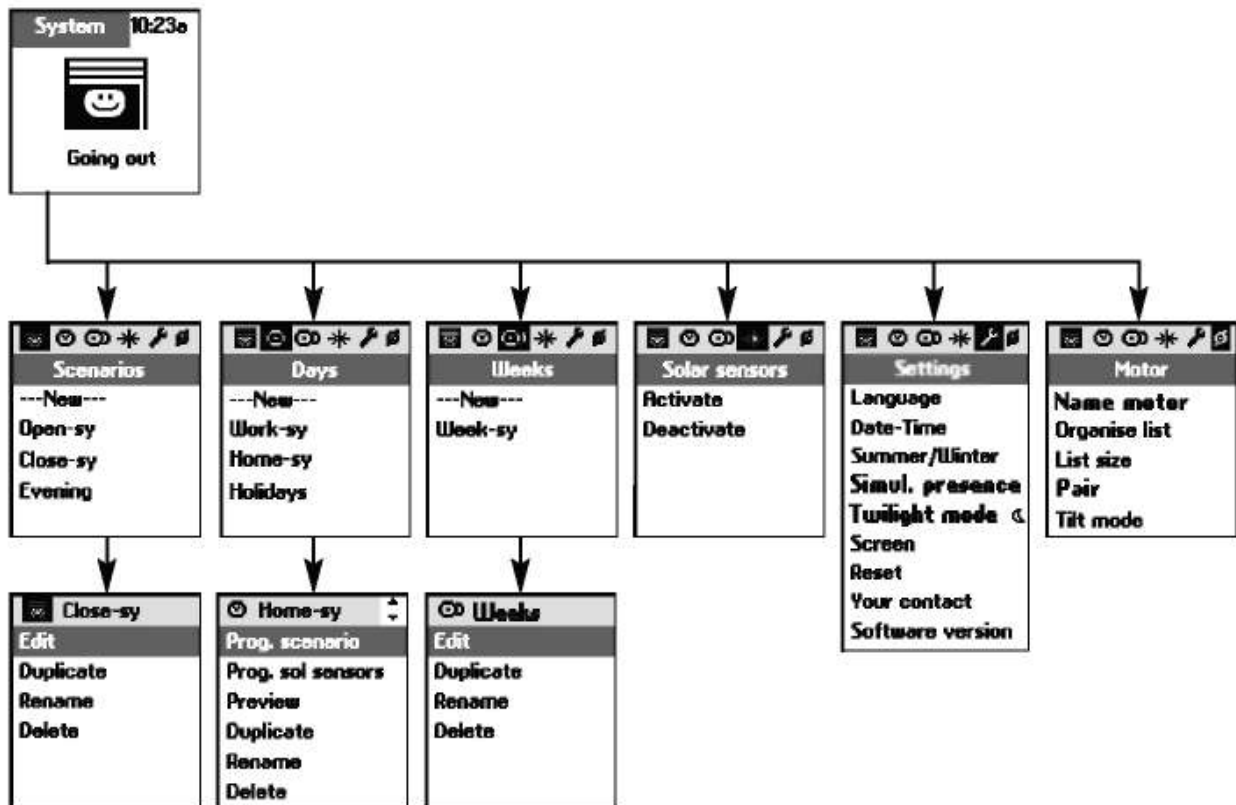 System 10:23a
Going out
Scenarios
---New---
Open-sy
Close-sy
Evening
Days
---New---
Work-sy
Home-sy
Holidays
Weeks
---New---
Week-sy
Solar sensors
Activate
Deactivate
Settings
Language
Date-Time
Summer/Winter
Simul. presence
Twilight mode
Screen
Reset
Your contact
Software version
Motor
Name motor
Organise list
List size
Pair
Tilt mode
Close-sy
Edit
Duplicate
Rename
Delete
Home-sy
Prog. scenario
Prog. sol sensors
Preview
Duplicate
Rename
Delete
Weeks
Edit
Duplicate
Rename
Delete